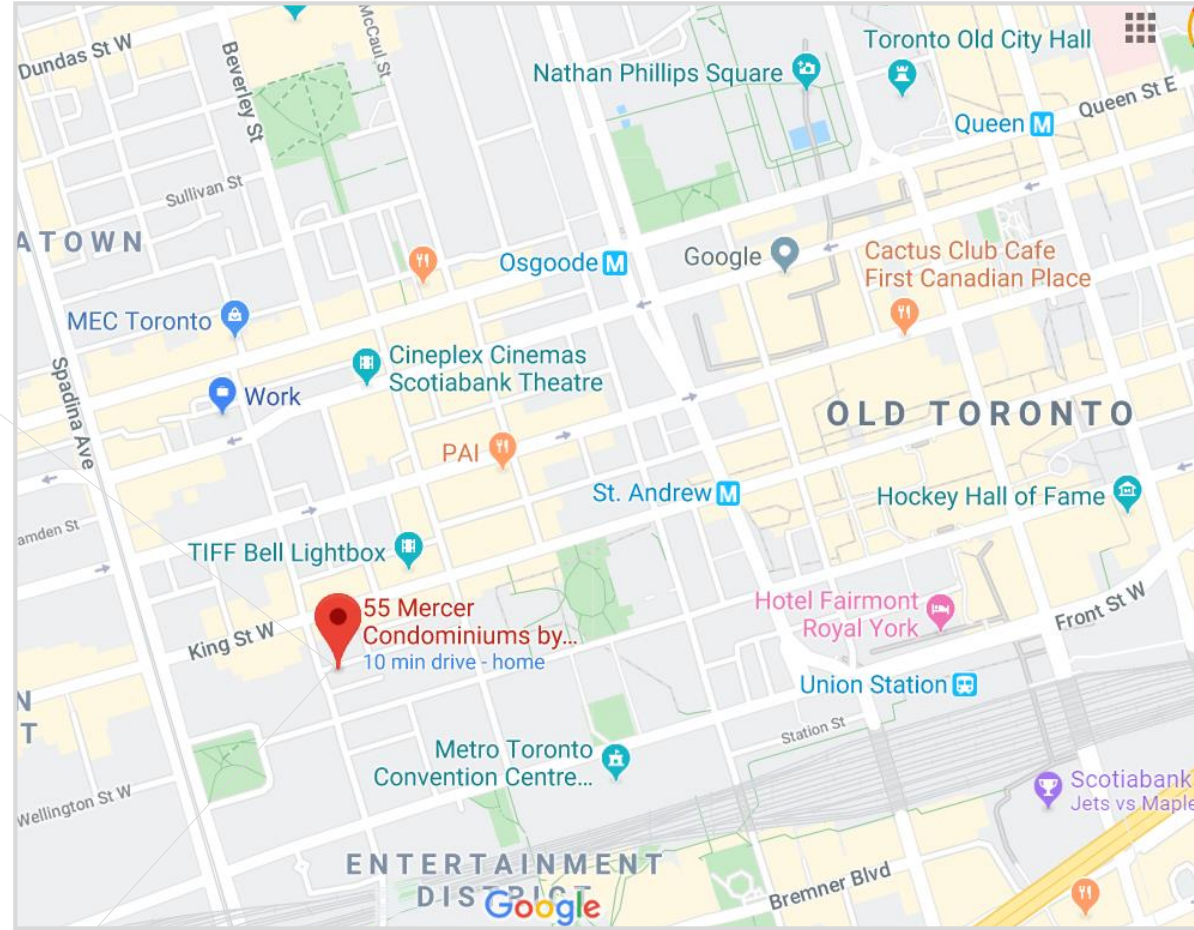 Dundas St W
Beverley St
McCaul St
Nathan Phillips Square
Toronto Old City Hall
Queen M
Queen St E
Sullivan St
ATOWN
Osgoode M
Google
Cactus Club Cafe
First Canadian Place
MEC Toronto
Cineplex Cinemas
Scotiabank Theatre
Spadina Ave
Work
OLD TORONTO
PAI
St. Andrew M
Hockey Hall of Fame
amden St
TIFF Bell Lightbox
55 Mercer
Condominiums by...
10 min drive - home
King St W
Hotel Fairmont
Royal York
Front St W
Union Station
N
T
Station St
Metro Toronto
Convention Centre...
Scotiabank
Jets vs Maple
Wellington St W
ENTERTAINMENT
DISTRICT
Google
Bremner Blvd